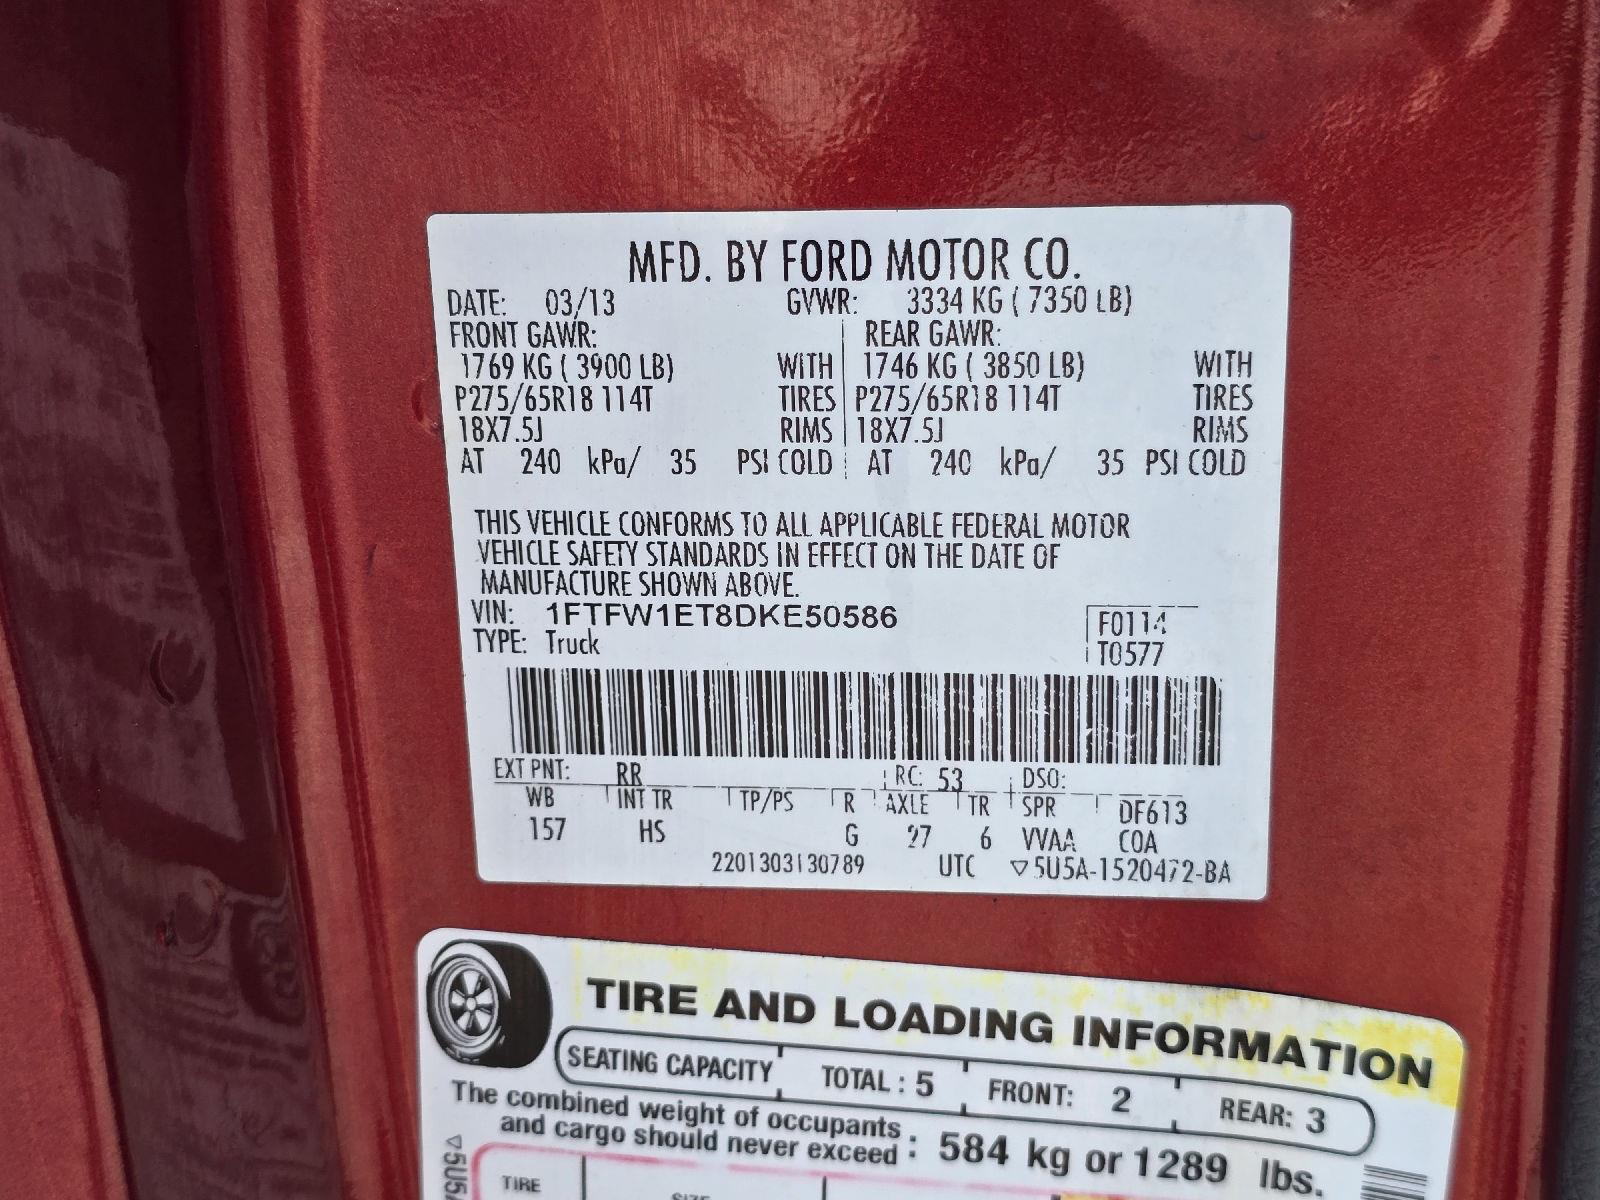 MFD. BY FORD MOTOR CO.
DATE: 03/13 GVWR: 3334 KG ( 7350 LB)
FRONT GAWR: REAR GAWR:
1769 KG ( 3900 LB) WITH 1746 KG ( 3850 LB) WITH
P275/65R18 114T TIRES P275/65R18 114T TIRES
18X7.5J RIMS 18X7.5J RIMS
AT 240 kPa/ 35 PSI COLD AT 240 kPa/ 35 PSI COLD
THIS VEHICLE CONFORMS TO ALL APPLICABLE FEDERAL MOTOR
VEHICLE SAFETY STANDARDS IN EFFECT ON THE DATE OF
MANUFACTURE SHOWN ABOVE.
VIN: 1FTFW1ET8DKE50586 F0114
TYPE: Truck T0577
EXT PNT: RR RC: 53 DSO:
WB INT TR TP/PS R AXLE TR SPR DF613
157 HS G 27 6 VVAA COA
2201303130789 UTC ▽5U5A-1520472-BA
TIRE AND LOADING INFORMATION
SEATING CAPACITY TOTAL : 5 FRONT: 2 REAR: 3
The combined weight of occupants
and cargo should never exceed : 584 kg or 1289 lbs.
TIRE